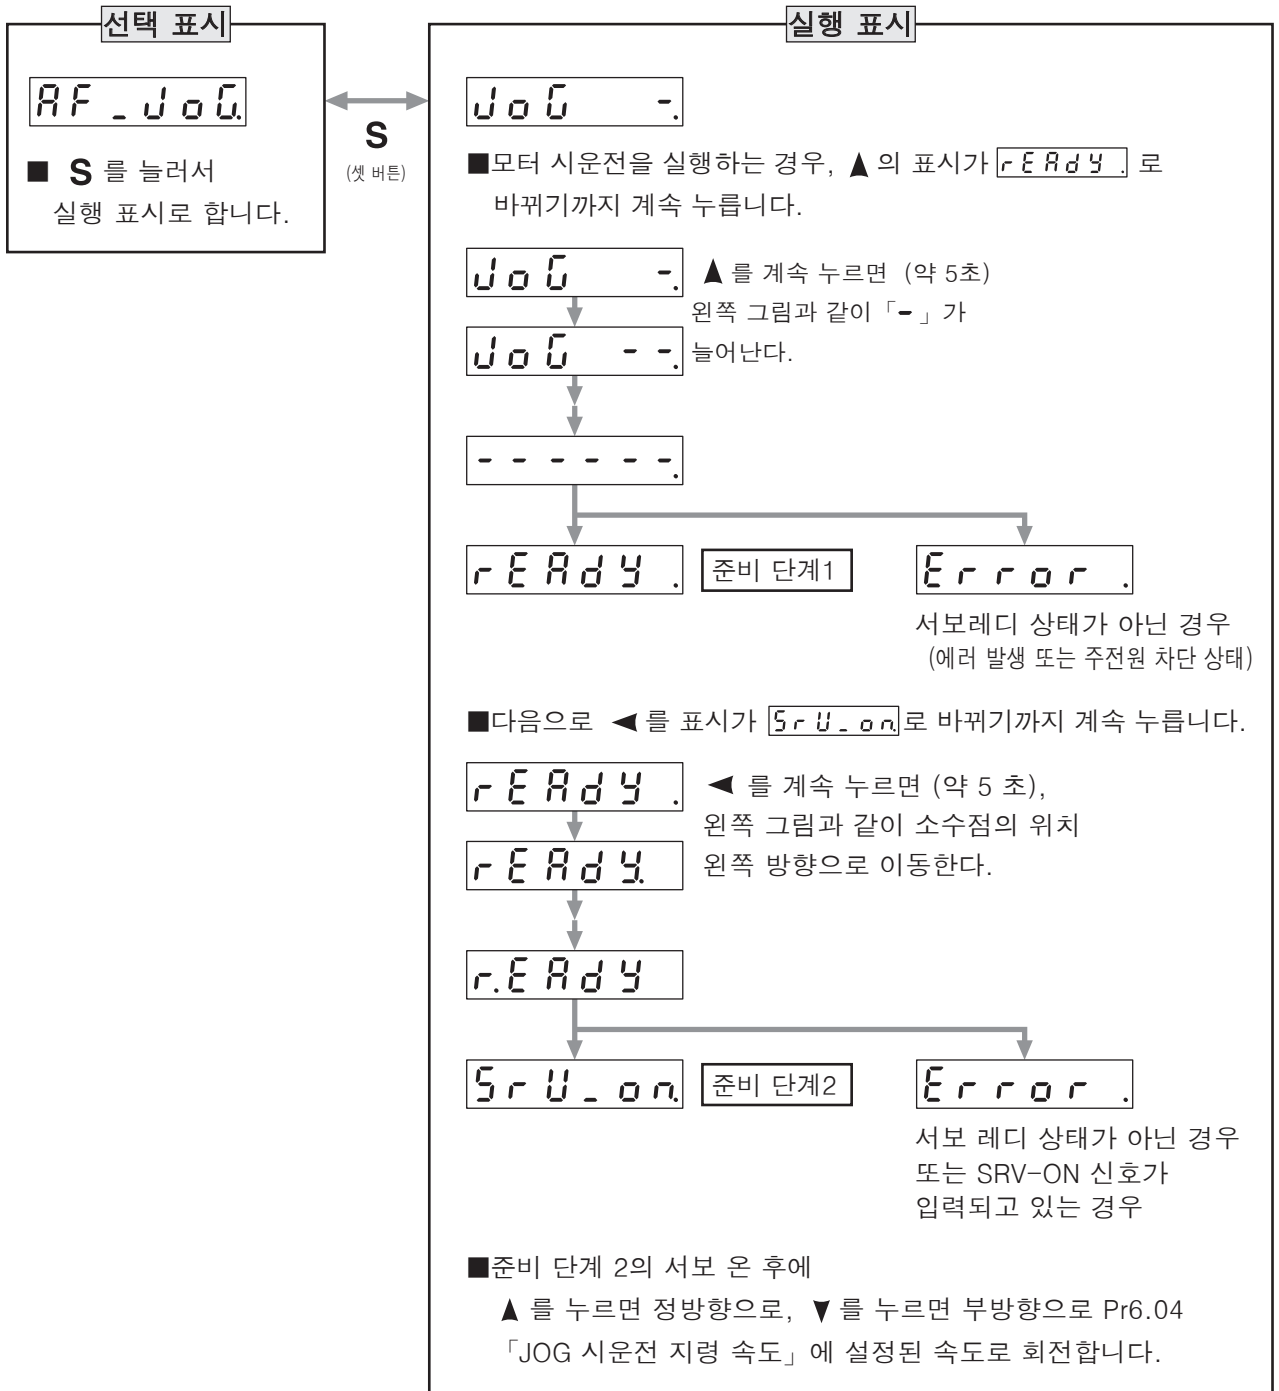 선택 표시
AF_JoG.
■ S 를 눌러서
실행 표시로 합니다.
S
(셋 버튼)
실행 표시
JoG -.
■모터 시운전을 실행하는 경우, ▲ 의 표시가 rEAdy . 로
바뀌기까지 계속 누릅니다.
JoG -.
▲ 를 계속 누르면 (약 5초)
왼쪽 그림과 같이「-」가
늘어난다.
JoG --.
------.
rEAdy .
준비 단계1
Error .
서보레디 상태가 아닌 경우
(에러 발생 또는 주전원 차단 상태)
■다음으로 ◀ 를 표시가 SrU_on.로 바뀌기까지 계속 누릅니다.
rEAdy .
◀ 를 계속 누르면 (약 5 초),
왼쪽 그림과 같이 소수점의 위치
왼쪽 방향으로 이동한다.
rEAdy.
r.EAdy
SrU_on.
준비 단계2
Error .
서보 레디 상태가 아닌 경우
또는 SRV-ON 신호가
입력되고 있는 경우
■준비 단계 2의 서보 온 후에
▲ 를 누르면 정방향으로, ▼ 를 누르면 부방향으로 Pr6.04
「JOG 시운전 지령 속도」에 설정된 속도로 회전합니다.